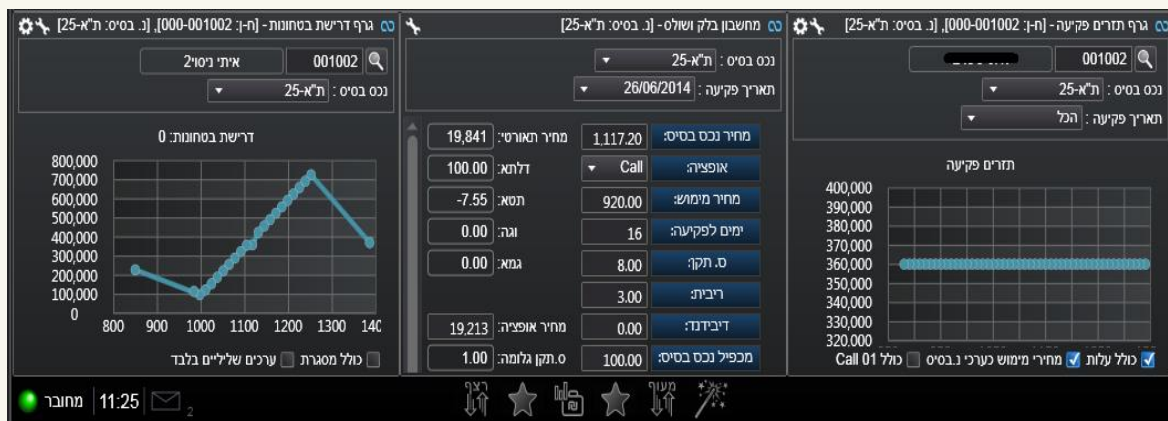 גרף תזרים פקיעה - [ח-ן: 000-001002], [נ. בסיס: ת"א-25]
001002
נכס בסיס : ת"א-25
תאריך פקיעה : הכל
תזרים פקיעה
400,000
390,000
380,000
370,000
360,000
350,000
340,000
330,000
320,000
כולל עלות מחירי מימוש כערכי נ.בסיס כולל Call 01
מחשבון בלק ושולס - [נ. בסיס: ת"א-25]
נכס בסיס : ת"א-25
תאריך פקיעה : 26/06/2014
מחיר נכס בסיס: 1,117.20 מחיר תאורטי: 19,841
אופציה: Call דלתא: 100.00
מחיר מימוש: 920.00 תטא: -7.55
ימים לפקיעה: 16 וגה: 0.00
ס. תקן: 8.00 גמא: 0.00
ריבית: 3.00
דיבידנד: 0.00 מחיר אופציה: 19,213
מכפיל נכס בסיס: 100.00 ס.תקן גלומה: 1.00
גרף דרישת בטחונות - [ח-ן: 000-001002], [נ. בסיס: ת"א-25]
001002 איתי ניסוי2
נכס בסיס : ת"א-25
דרישת בטחונות: 0
800,000
700,000
600,000
500,000
400,000
300,000
200,000
100,000
0
800 900 1000 1100 1200 1300 140
כולל מסגרת ערכים שליליים בלבד
מעוף
רצף
2
11:25
מחובר